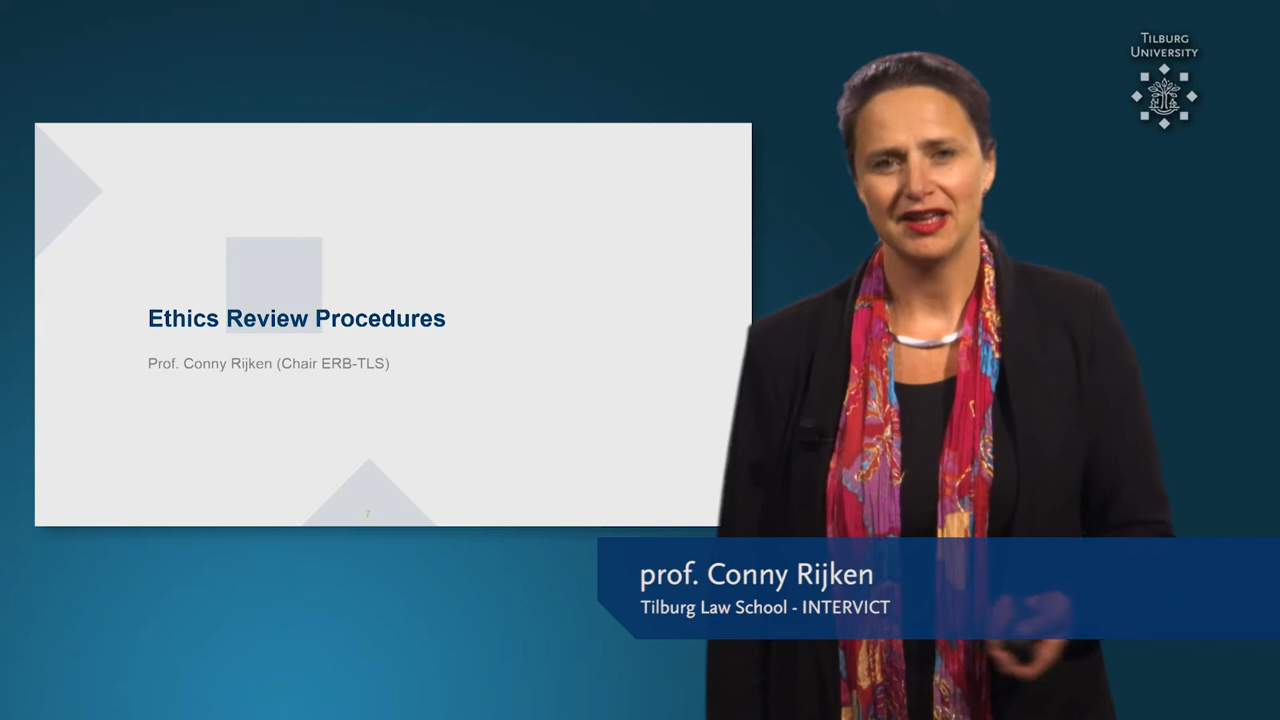 TILBURG
UNIVERSITY
Ethics Review Procedures
Prof. Conny Rijken (Chair ERB-TLS)
7
prof. Conny Rijken
Tilburg Law School - INTERVICT